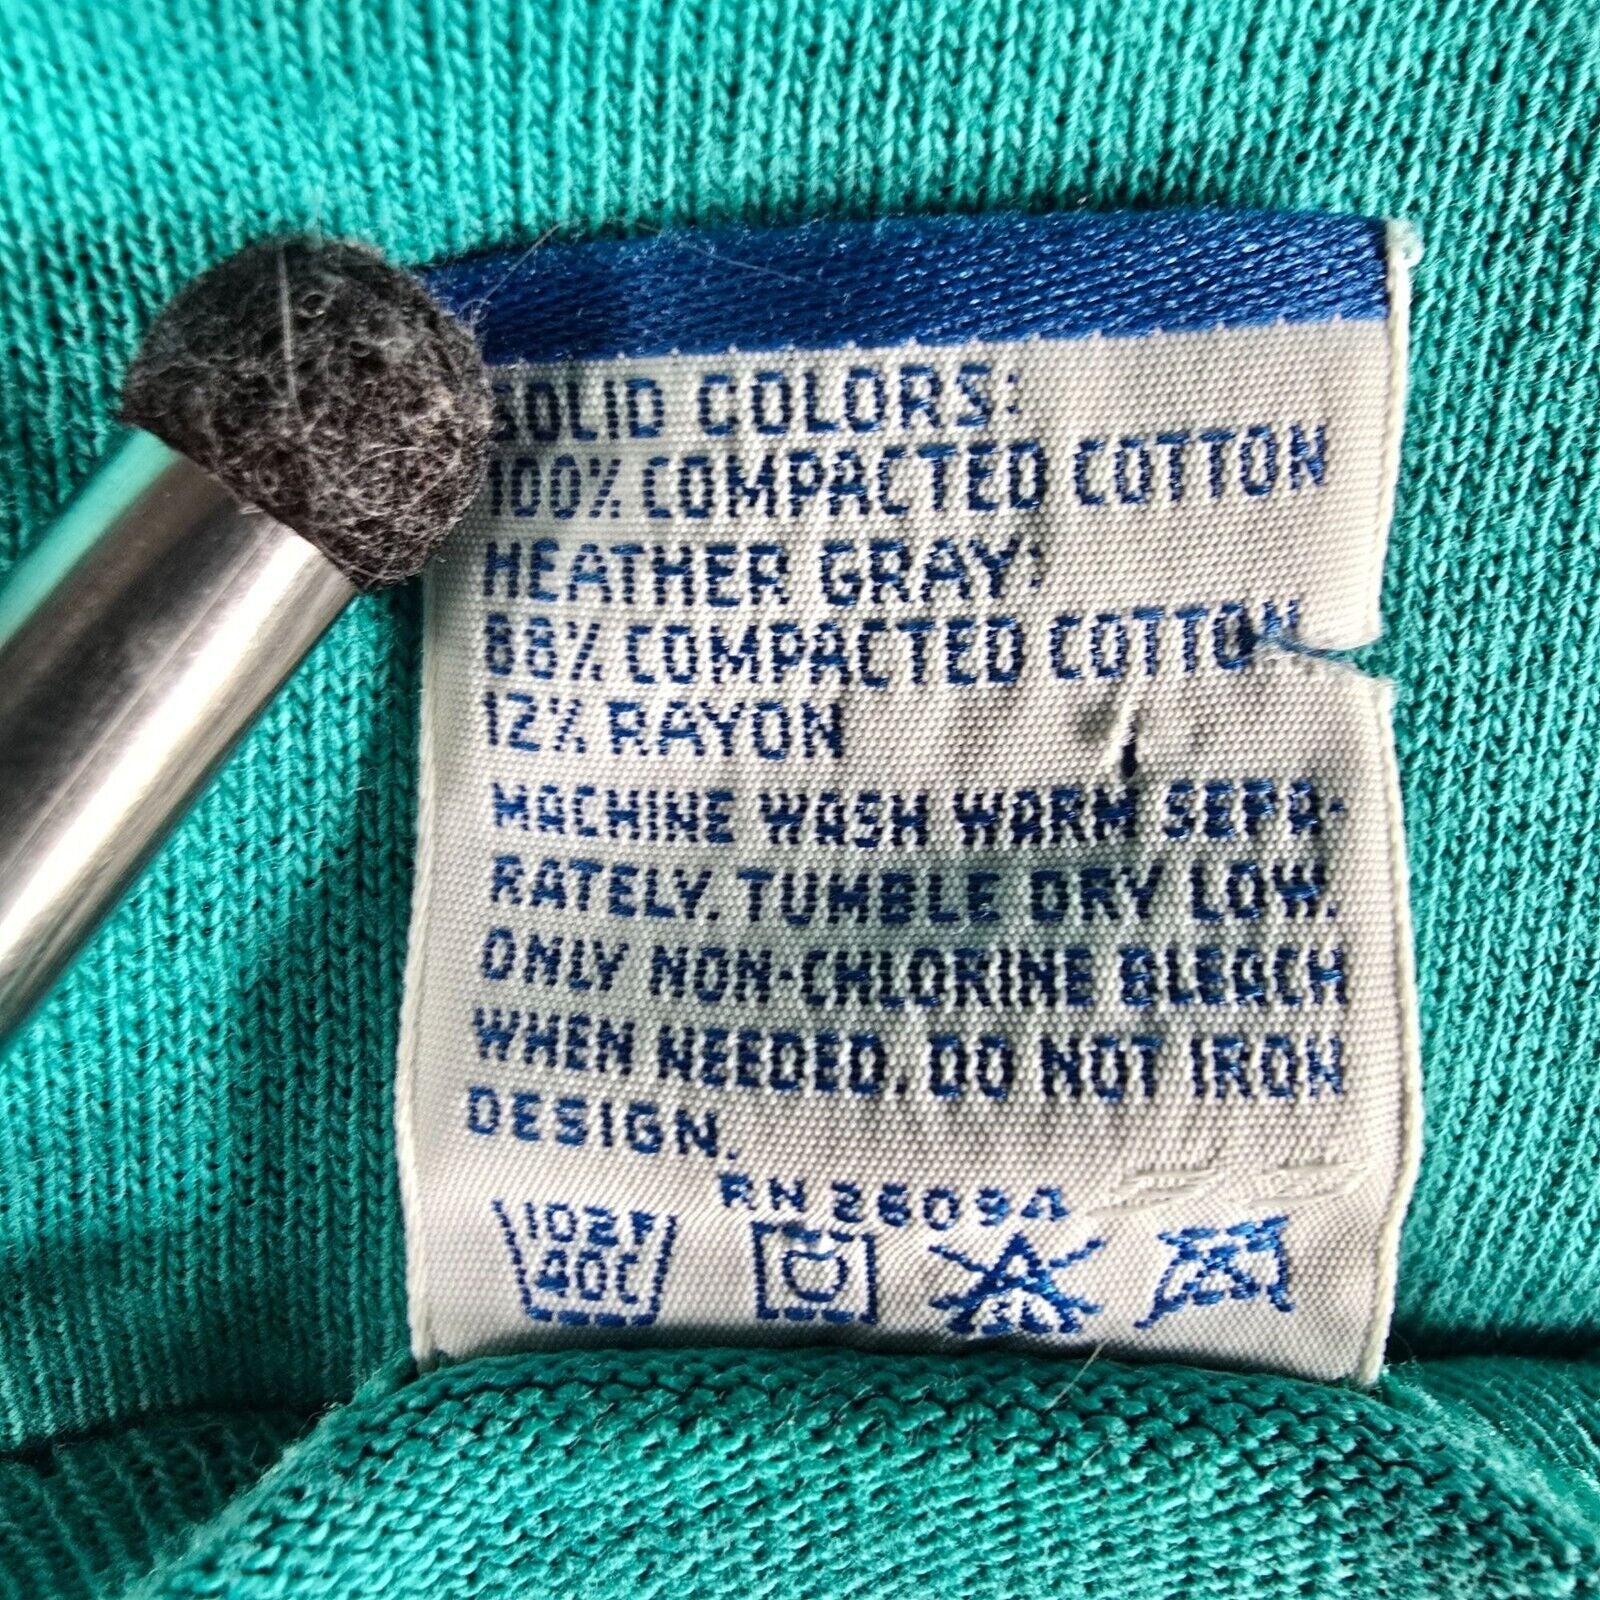 SOLID COLORS:
100% COMPACTED COTTON
HEATHER GRAY:
88% COMPACTED COTTON
12% RAYON
MACHINE WASH WARM SEPA-
RATELY. TUMBLE DRY LOW.
ONLY NON-CHLORINE BLEACH
WHEN NEEDED. DO NOT IRON
DESIGN.
RN 26094
102F
40C
CL